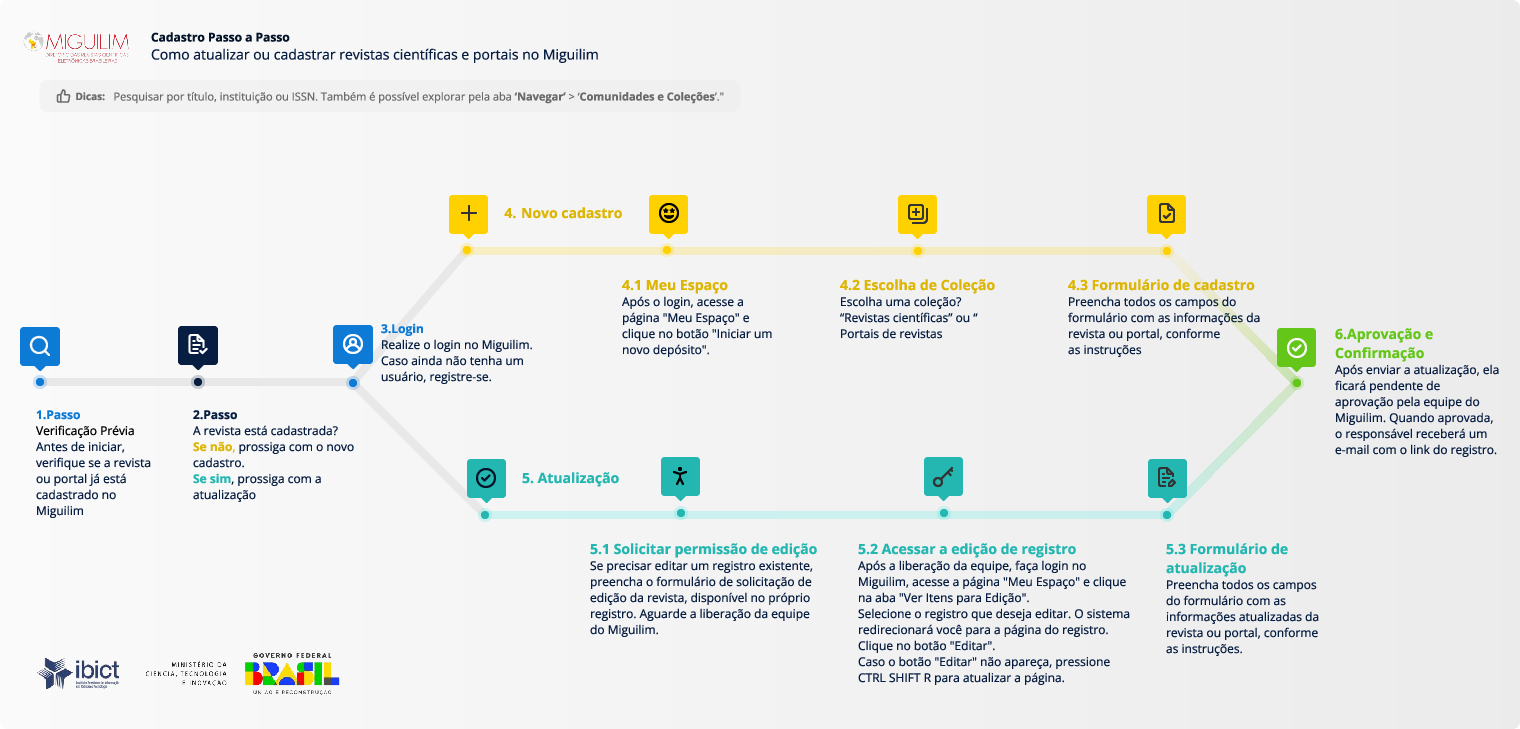 MIGUILIM
DIRETÓRIO DAS REVISTAS CIENTÍFICAS
ELETRÔNICAS BRASILEIRAS
Cadastro Passo a Passo
Como atualizar ou cadastrar revistas científicas e portais no Miguilim
Dicas: Pesquisar por título, instituição ou ISSN. Também é possível explorar pela aba ‘Navegar’ > ‘Comunidades e Coleções’."
1.Passo
Verificação Prévia
Antes de iniciar,
verifique se a revista
ou portal já está
cadastrado no
Miguilim
2.Passo
A revista está cadastrada?
Se não, prossiga com o novo
cadastro.
Se sim, prossiga com a
atualização
3.Login
Realize o login no Miguilim.
Caso ainda não tenha um
usuário, registre-se.
4. Novo cadastro
4.1 Meu Espaço
Após o login, acesse a
página "Meu Espaço" e
clique no botão "Iniciar um
novo depósito".
4.2 Escolha de Coleção
Escolha uma coleção?
“Revistas científicas” ou “
Portais de revistas
4.3 Formulário de cadastro
Preencha todos os campos do
formulário com as informações da
revista ou portal, conforme
as instruções
5. Atualização
5.1 Solicitar permissão de edição
Se precisar editar um registro existente,
preencha o formulário de solicitação de
edição da revista, disponível no próprio
registro. Aguarde a liberação da equipe
do Miguilim.
5.2 Acessar a edição de registro
Após a liberação da equipe, faça login no
Miguilim, acesse a página "Meu Espaço" e clique
na aba "Ver Itens para Edição".
Selecione o registro que deseja editar. O sistema
redirecionará você para a página do registro.
Clique no botão "Editar".
Caso o botão "Editar" não apareça, pressione
CTRL SHIFT R para atualizar a página.
5.3 Formulário de
atualização
Preencha todos os campos
do formulário com as
informações atualizadas da
revista ou portal, conforme
as instruções.
6.Aprovação e
Confirmação
Após enviar a atualização, ela
ficará pendente de
aprovação pela equipe do
Miguilim. Quando aprovada,
o responsável receberá um
e-mail com o link do registro.
ibict
Instituto Brasileiro de Informação
em Ciência e Tecnologia
MINISTÉRIO DA
CIÊNCIA, TECNOLOGIA
E INOVAÇÃO
GOVERNO FEDERAL
BRASIL
UNIÃO E RECONSTRUÇÃO